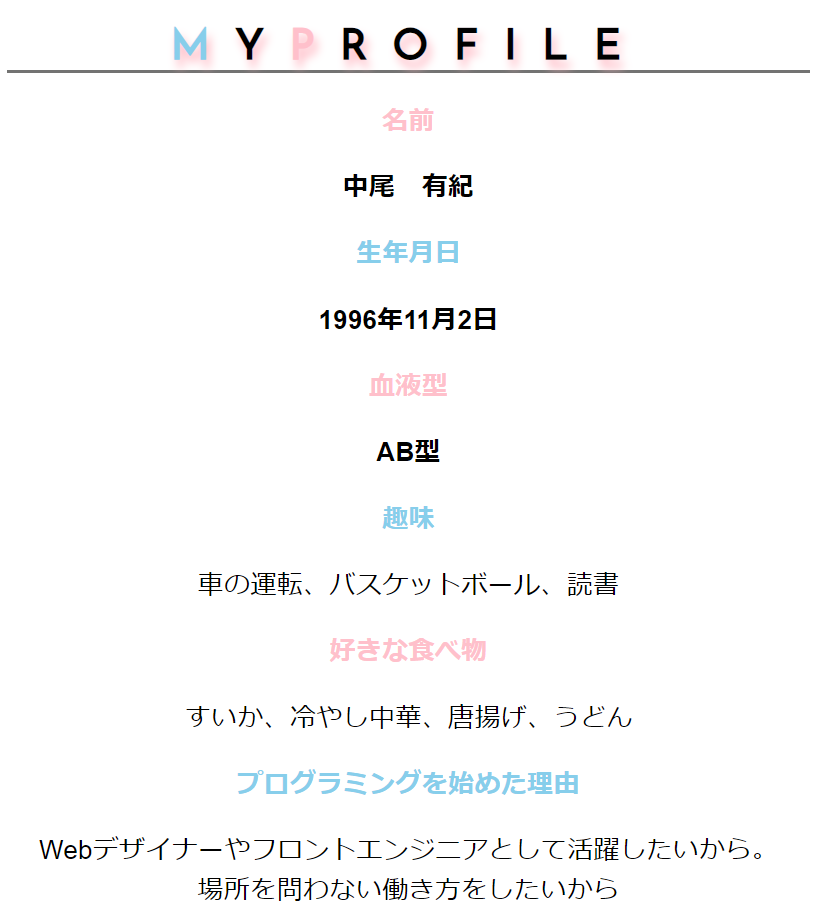 MYPROFILE
名前
中尾　有紀
生年月日
1996年11月2日
血液型
AB型
趣味
車の運転、バスケットボール、読書
好きな食べ物
すいか、冷やし中華、唐揚げ、うどん
プログラミングを始めた理由
Webデザイナーやフロントエンジニアとして活躍したいから。
場所を問わない働き方をしたいから